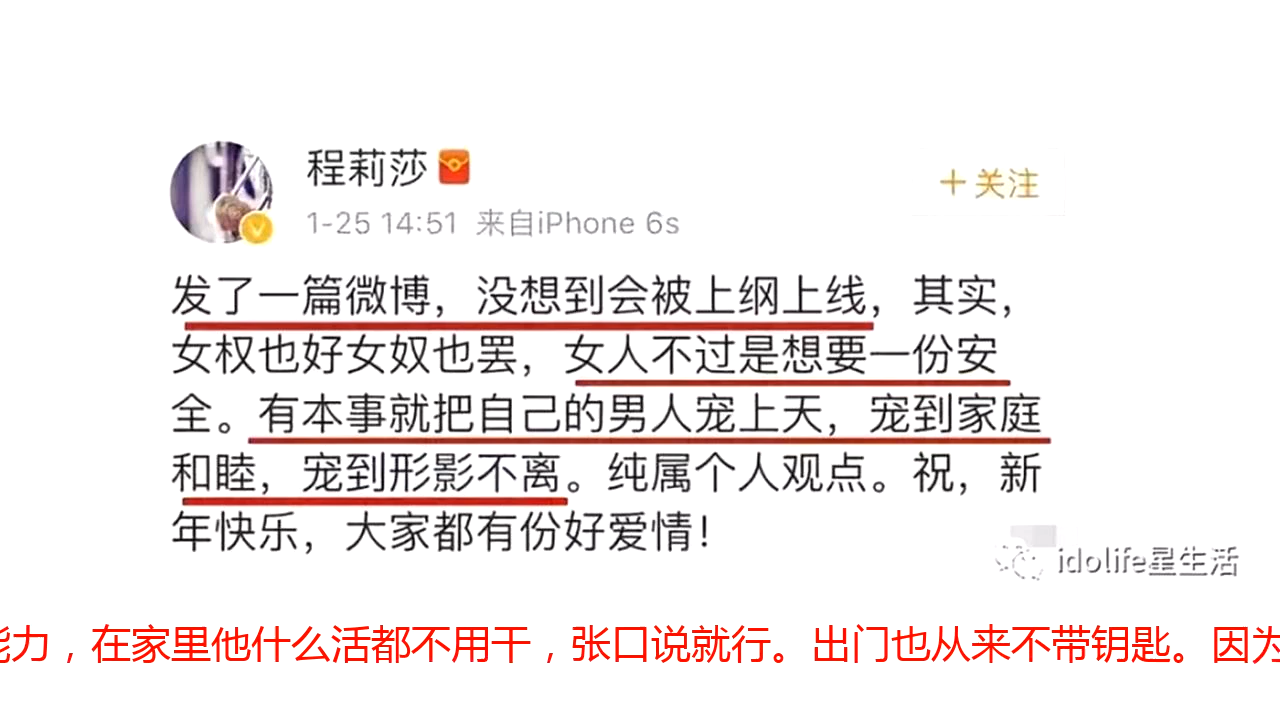 程莉莎
+ 关注
1-25 14:51 来自iPhone 6s
发了一篇微博，没想到会被上纲上线，其实，
女权也好女奴也罢，女人不过是想要一份安
全。有本事就把自己的男人宠上天，宠到家庭
和睦，宠到形影不离。纯属个人观点。祝，新
年快乐，大家都有份好爱情！
idolife星生活
能力，在家里他什么活都不用干，张口说就行。出门也从来不带钥匙。因为